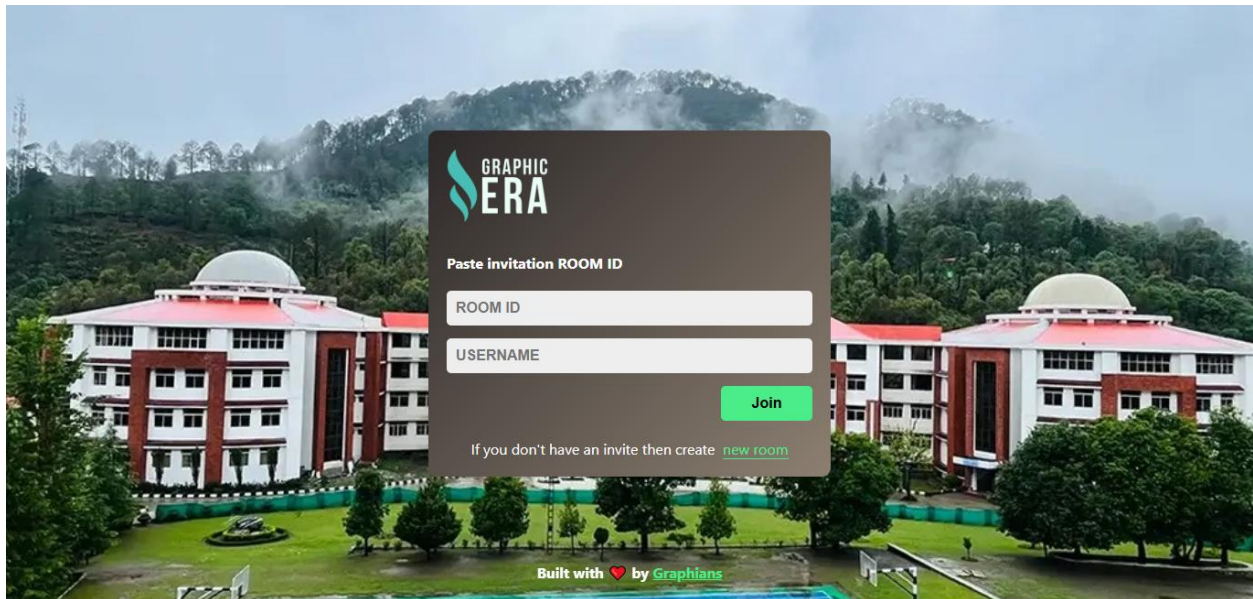 GRAPHIC
ERA
Paste invitation ROOM ID
ROOM ID
USERNAME
Join
If you don't have an invite then create new room
Built with ❤ by Graphians